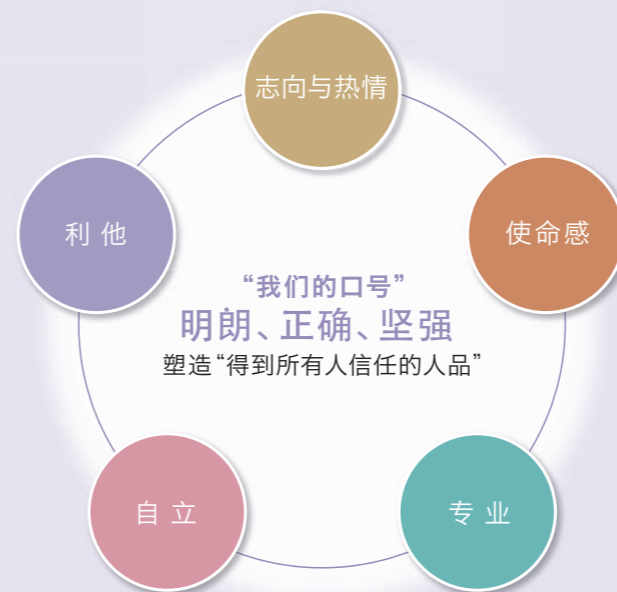 志向与热情
利他
使命感
“我们的口号”
明朗、正确、坚强
塑造“得到所有人信任的人品”
自立
专业